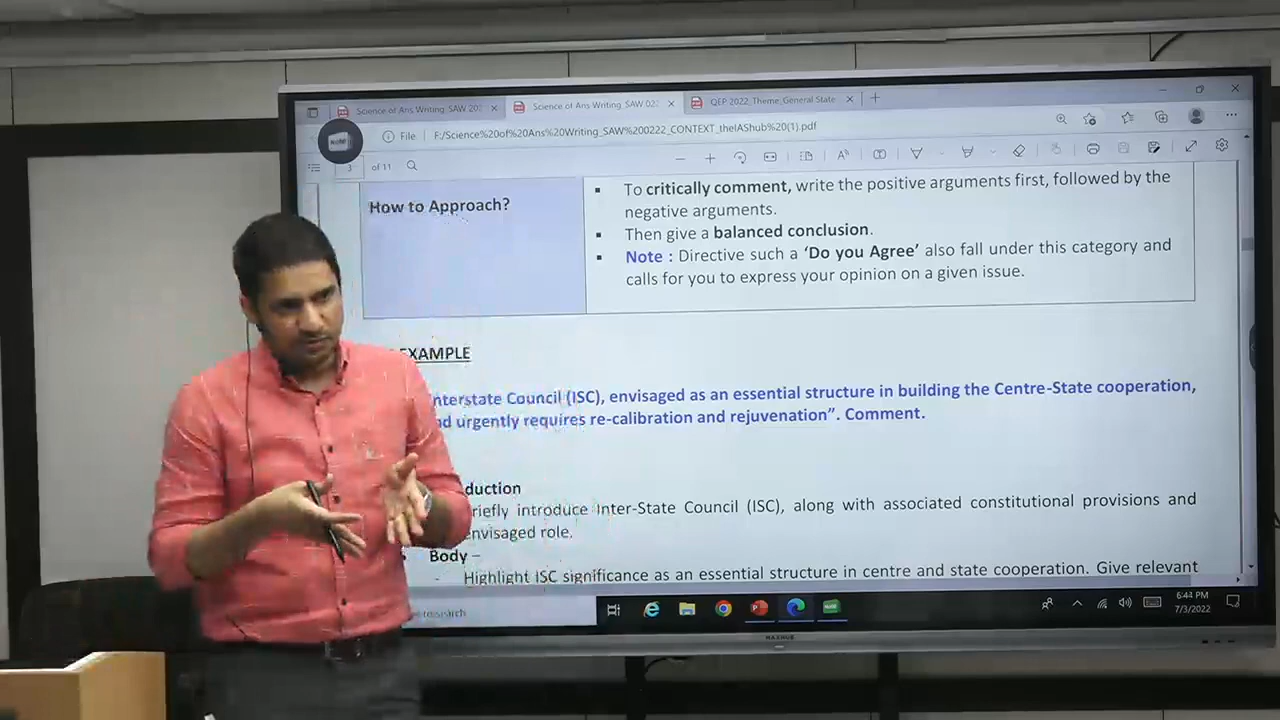 Science of Ans Writing_SAW 202
Science of Ans Writing_SAW 022
QEP 2022_Theme_General State
File
F:/Science%20of%20Ans%20Writing_SAW%200222_CONTEXT_theIAShub%20(1).pdf
3 of 11
How to Approach?
▪ To critically comment, write the positive arguments first, followed by the
negative arguments.
▪ Then give a balanced conclusion.
▪ Note : Directive such a ‘Do you Agree’ also fall under this category and
calls for you to express your opinion on a given issue.
EXAMPLE
nterstate Council (ISC), envisaged as an essential structure in building the Centre-State cooperation,
urgently requires re-calibration and rejuvenation”. Comment.
duction
riefly introduce Inter-State Council (ISC), along with associated constitutional provisions and
envisaged role.
Body –
- Highlight ISC significance as an essential structure in centre and state cooperation. Give relevant
6:44 PM
7/3/2022
MAXHUB